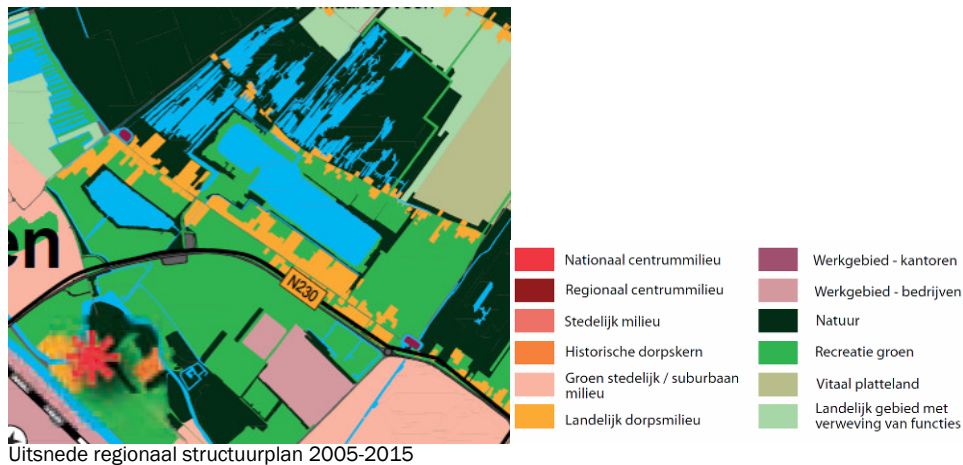 en
N230
Nationaal centrummilieu
Regionaal centrummilieu
Stedelijk milieu
Historische dorpskern
Groen stedelijk / suburbaan
milieu
Landelijk dorpsmilieu
Werkgebied - kantoren
Werkgebied - bedrijven
Natuur
Recreatie groen
Vitaal platteland
Landelijk gebied met
verweving van functies
Uitsnede regionaal structuurplan 2005-2015